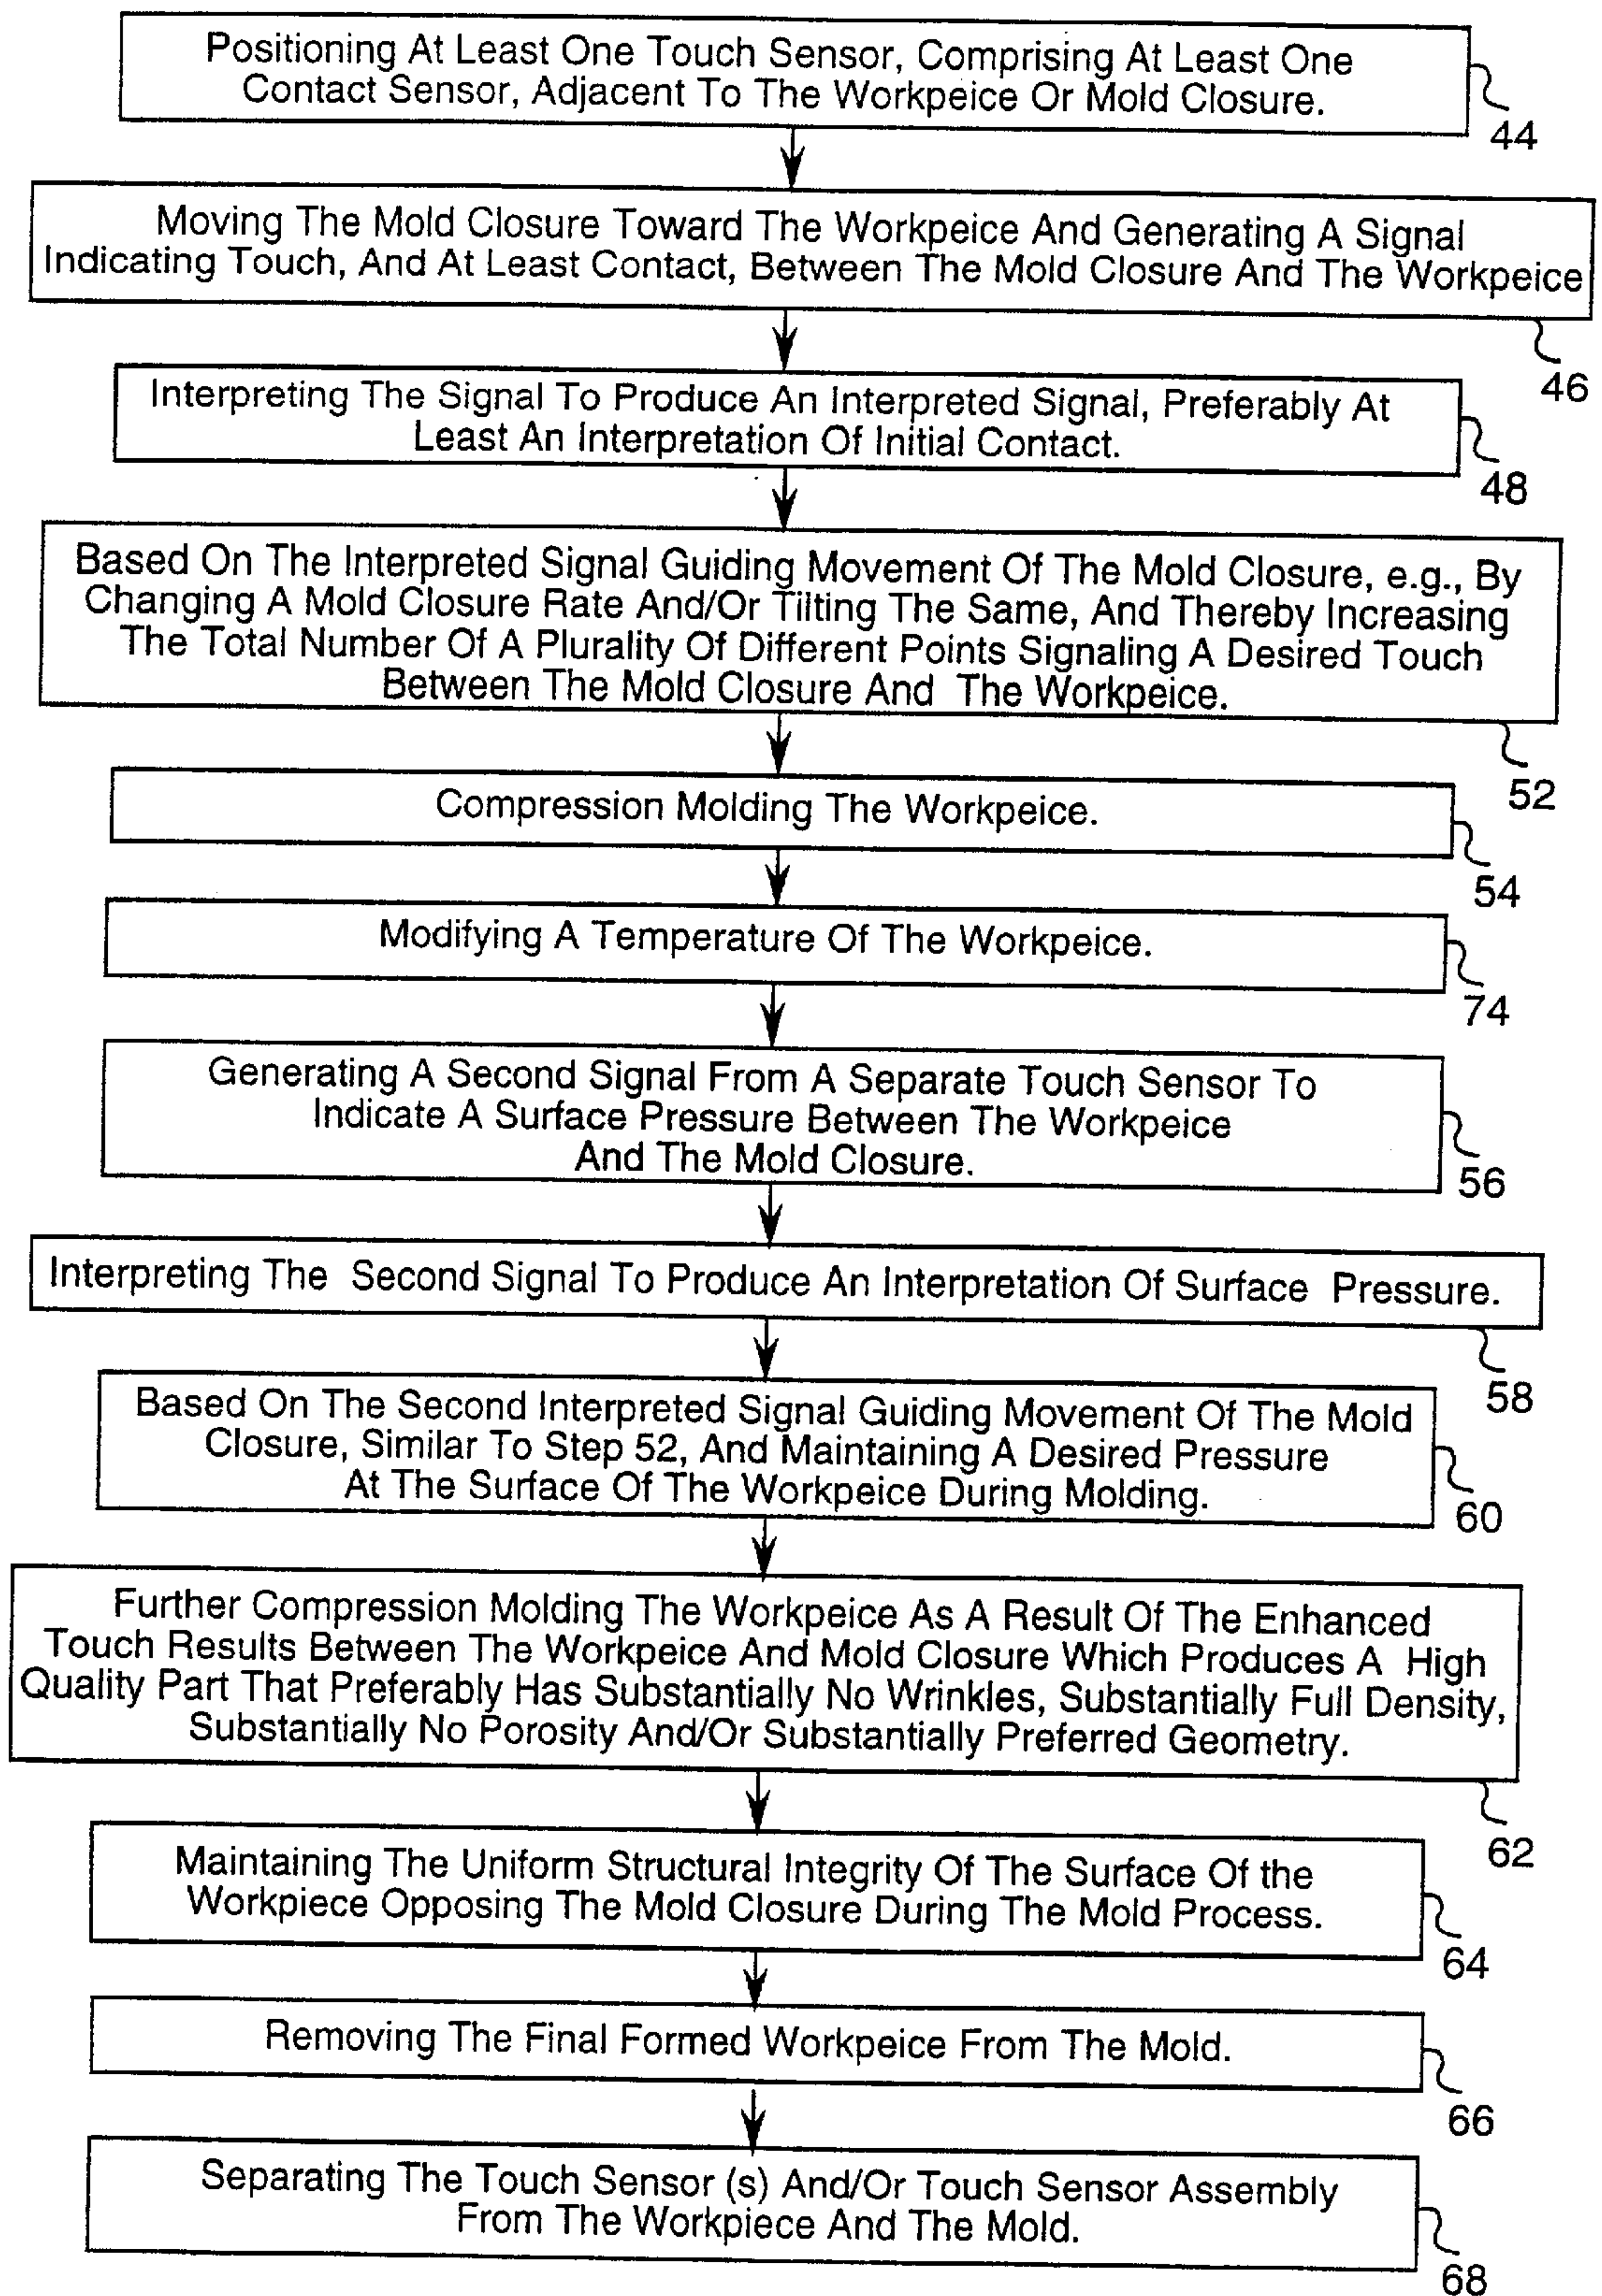 Positioning At Least One Touch Sensor, Comprising At Least One
Contact Sensor, Adjacent To The Workpeice Or Mold Closure.
44
Moving The Mold Closure Toward The Workpeice And Generating A Signal
Indicating Touch, And At Least Contact, Between The Mold Closure And The Workpeice
46
Interpreting The Signal To Produce An Interpreted Signal, Preferably At
Least An Interpretation Of Initial Contact.
48
Based On The Interpreted Signal Guiding Movement Of The Mold Closure, e.g., By
Changing A Mold Closure Rate And/Or Tilting The Same, And Thereby Increasing
The Total Number Of A Plurality Of Different Points Signaling A Desired Touch
Between The Mold Closure And The Workpeice.
52
Compression Molding The Workpeice.
54
Modifying A Temperature Of The Workpeice.
74
Generating A Second Signal From A Separate Touch Sensor To
Indicate A Surface Pressure Between The Workpeice
And The Mold Closure.
56
Interpreting The Second Signal To Produce An Interpretation Of Surface Pressure.
58
Based On The Second Interpreted Signal Guiding Movement Of The Mold
Closure, Similar To Step 52, And Maintaining A Desired Pressure
At The Surface Of The Workpeice During Molding.
60
Further Compression Molding The Workpeice As A Result Of The Enhanced
Touch Results Between The Workpeice And Mold Closure Which Produces A High
Quality Part That Preferably Has Substantially No Wrinkles, Substantially Full Density,
Substantially No Porosity And/Or Substantially Preferred Geometry.
62
Maintaining The Uniform Structural Integrity Of The Surface Of the
Workpiece Opposing The Mold Closure During The Mold Process.
64
Removing The Final Formed Workpeice From The Mold.
66
Separating The Touch Sensor (s) And/Or Touch Sensor Assembly
From The Workpiece And The Mold.
68